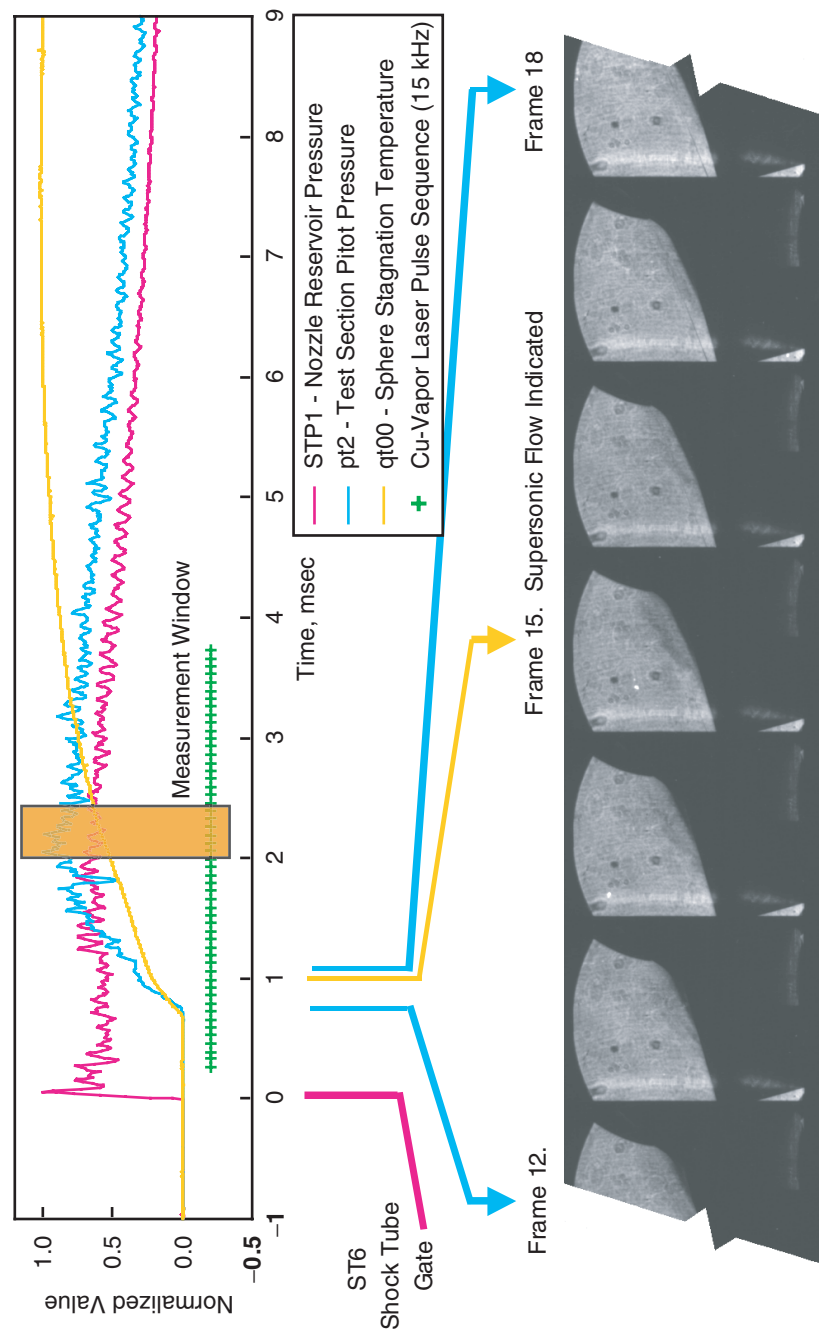 Normalized Value
1.0
0.5
0.0
−0.5
−1
0
1
2
3
4
5
6
7
8
9
Time, msec
Measurement Window
STP1 - Nozzle Reservoir Pressure
pt2 - Test Section Pitot Pressure
qt00 - Sphere Stagnation Temperature
Cu-Vapor Laser Pulse Sequence (15 kHz)
ST6
Shock Tube
Gate
Frame 12.
Frame 15. Supersonic Flow Indicated
Frame 18